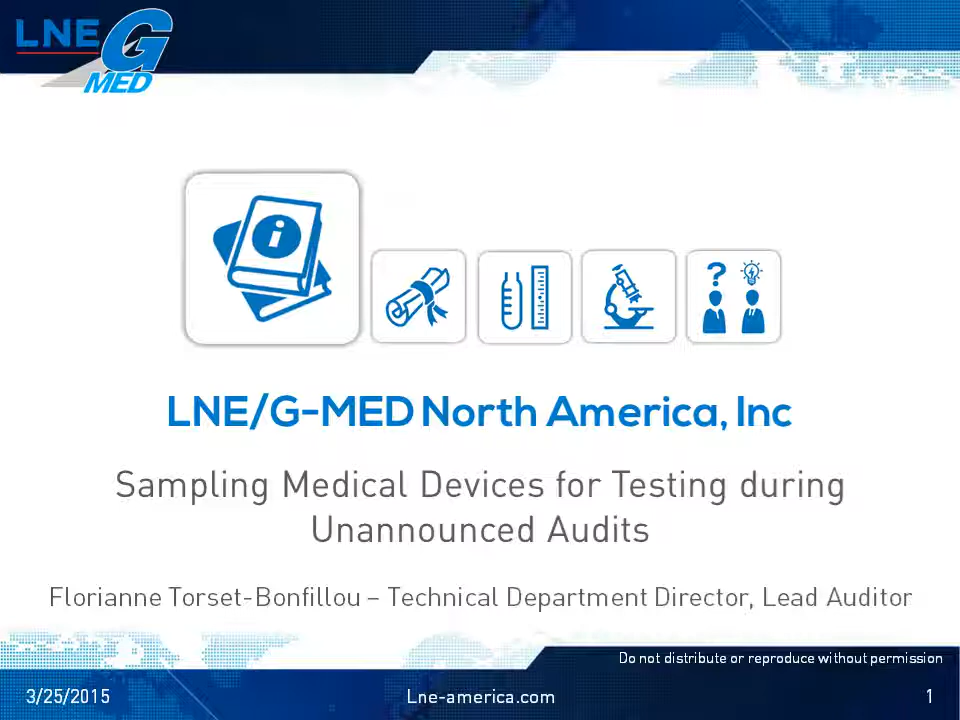 LNE G
MED
LNE/G-MED North America, Inc
Sampling Medical Devices for Testing during
Unannounced Audits
Florianne Torset-Bonfillou – Technical Department Director, Lead Auditor
Do not distribute or reproduce without permission
3/25/2015 Lne-america.com 1